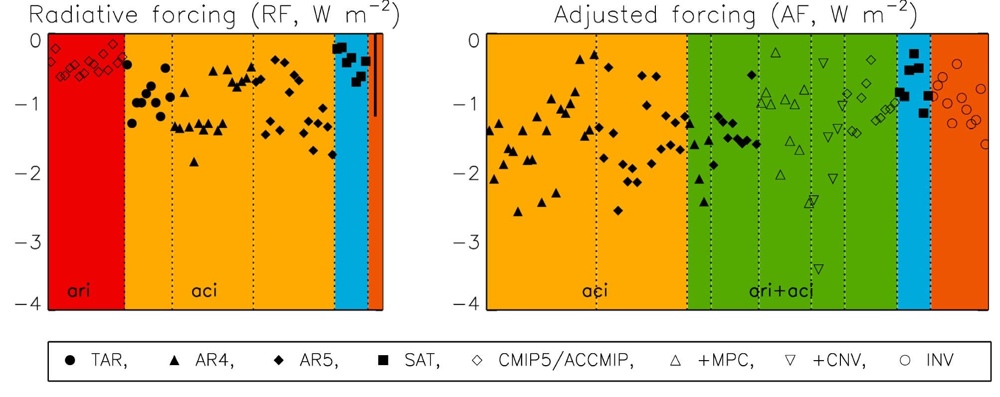 Radiative forcing (RF, W m⁻²)
Adjusted forcing (AF, W m⁻²)
0
−1
−2
−3
−4
ari
aci
0
−1
−2
−3
−4
aci
ari+aci
TAR, AR4, AR5, SAT, CMIP5/ACCMIP, +MPC, +CNV, INV